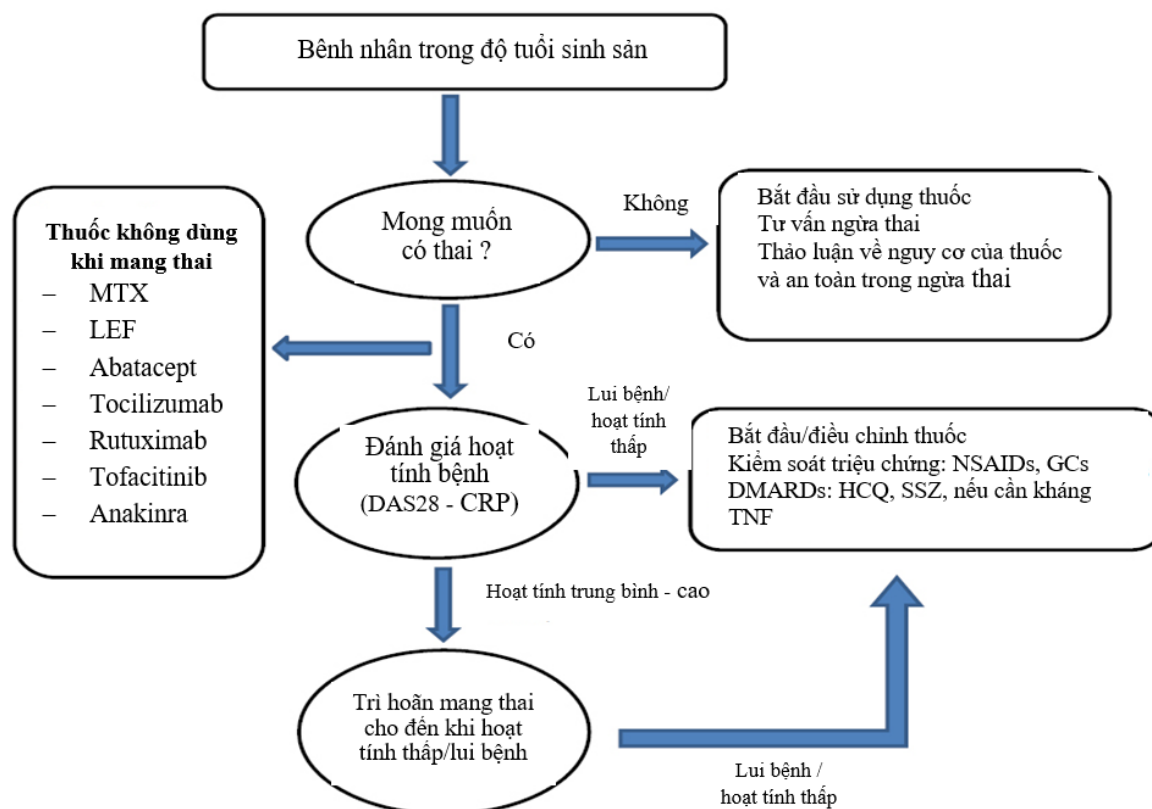 Bênh nhân trong độ tuổi sinh sản
Mong muốn
có thai ?
Không
Bắt đầu sử dụng thuốc
Tư vấn ngừa thai
Thảo luận về nguy cơ của thuốc
và an toàn trong ngừa thai
Thuốc không dùng
khi mang thai
– MTX
– LEF
– Abatacept
– Tocilizumab
– Rutuximab
– Tofacitinib
– Anakinra
Có
Đánh giá hoạt
tính bệnh
(DAS28 - CRP)
Lui bệnh/
hoạt tính
thấp
Bắt đầu/điều chỉnh thuốc
Kiểm soát triệu chứng: NSAIDs, GCs
DMARDs: HCQ, SSZ, nếu cần kháng
TNF
Hoạt tính trung bình - cao
Trì hoãn mang thai
cho đến khi hoạt
tính thấp/lui bệnh
Lui bệnh /
hoạt tính thấp